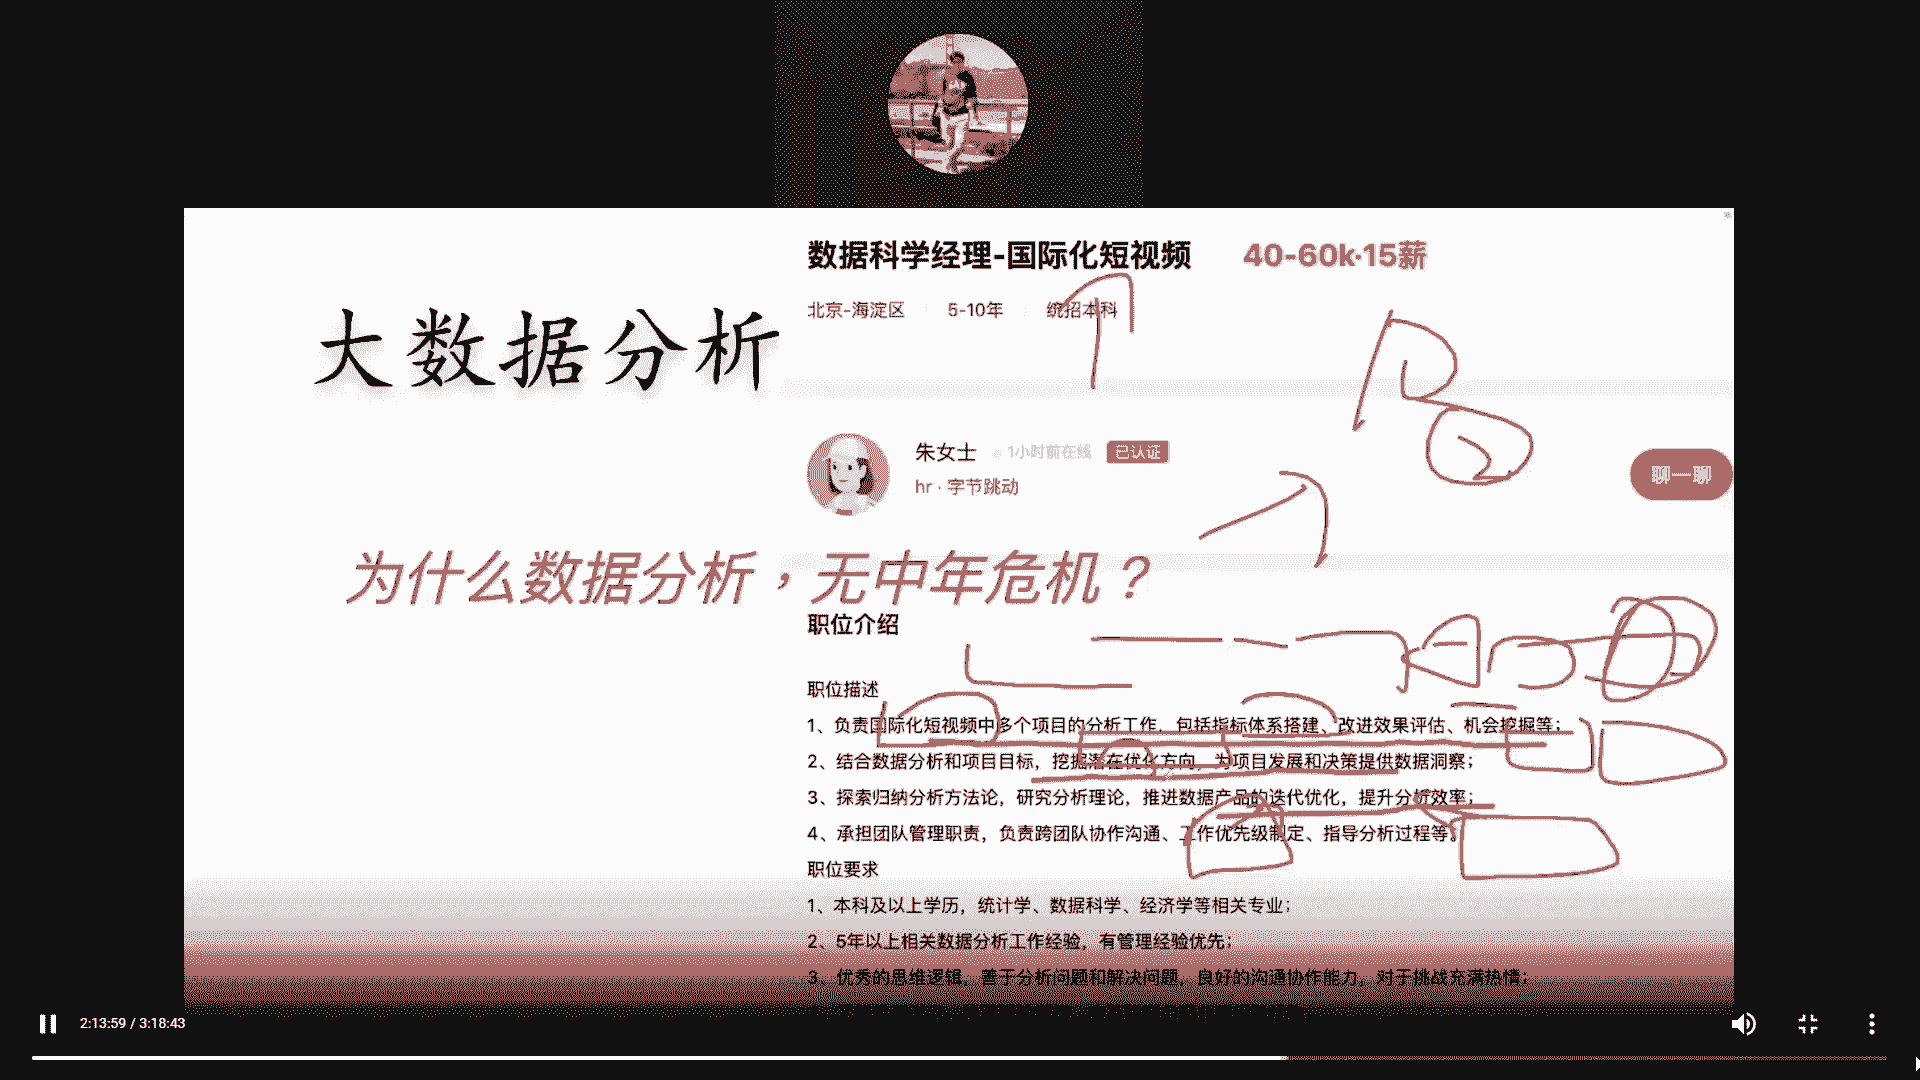 数据科学经理-国际化短视频 40-60k·15薪
北京-海淀区 5-10年 统招本科
大数据分析
朱女士 1小时前在线 已认证
hr · 字节跳动
聊一聊
为什么数据分析，无中年危机？
职位介绍
职位描述
1、负责国际化短视频中多个项目的分析工作，包括指标体系搭建、改进效果评估、机会挖掘等；
2、结合数据分析和项目目标，挖掘潜在优化方向，为项目发展和决策提供数据洞察；
3、探索归纳分析方法论，研究分析理论，推进数据产品的迭代优化，提升分析效率；
4、承担团队管理职责，负责跨团队协作沟通、工作优先级制定、指导分析过程等。
职位要求
1、本科及以上学历，统计学、数据科学、经济学等相关专业；
2、5年以上相关数据分析工作经验，有管理经验优先；
3、优秀的思维逻辑，善于分析问题和解决问题，良好的沟通协作能力，对于挑战充满热情；
2:13:59 / 3:18:43